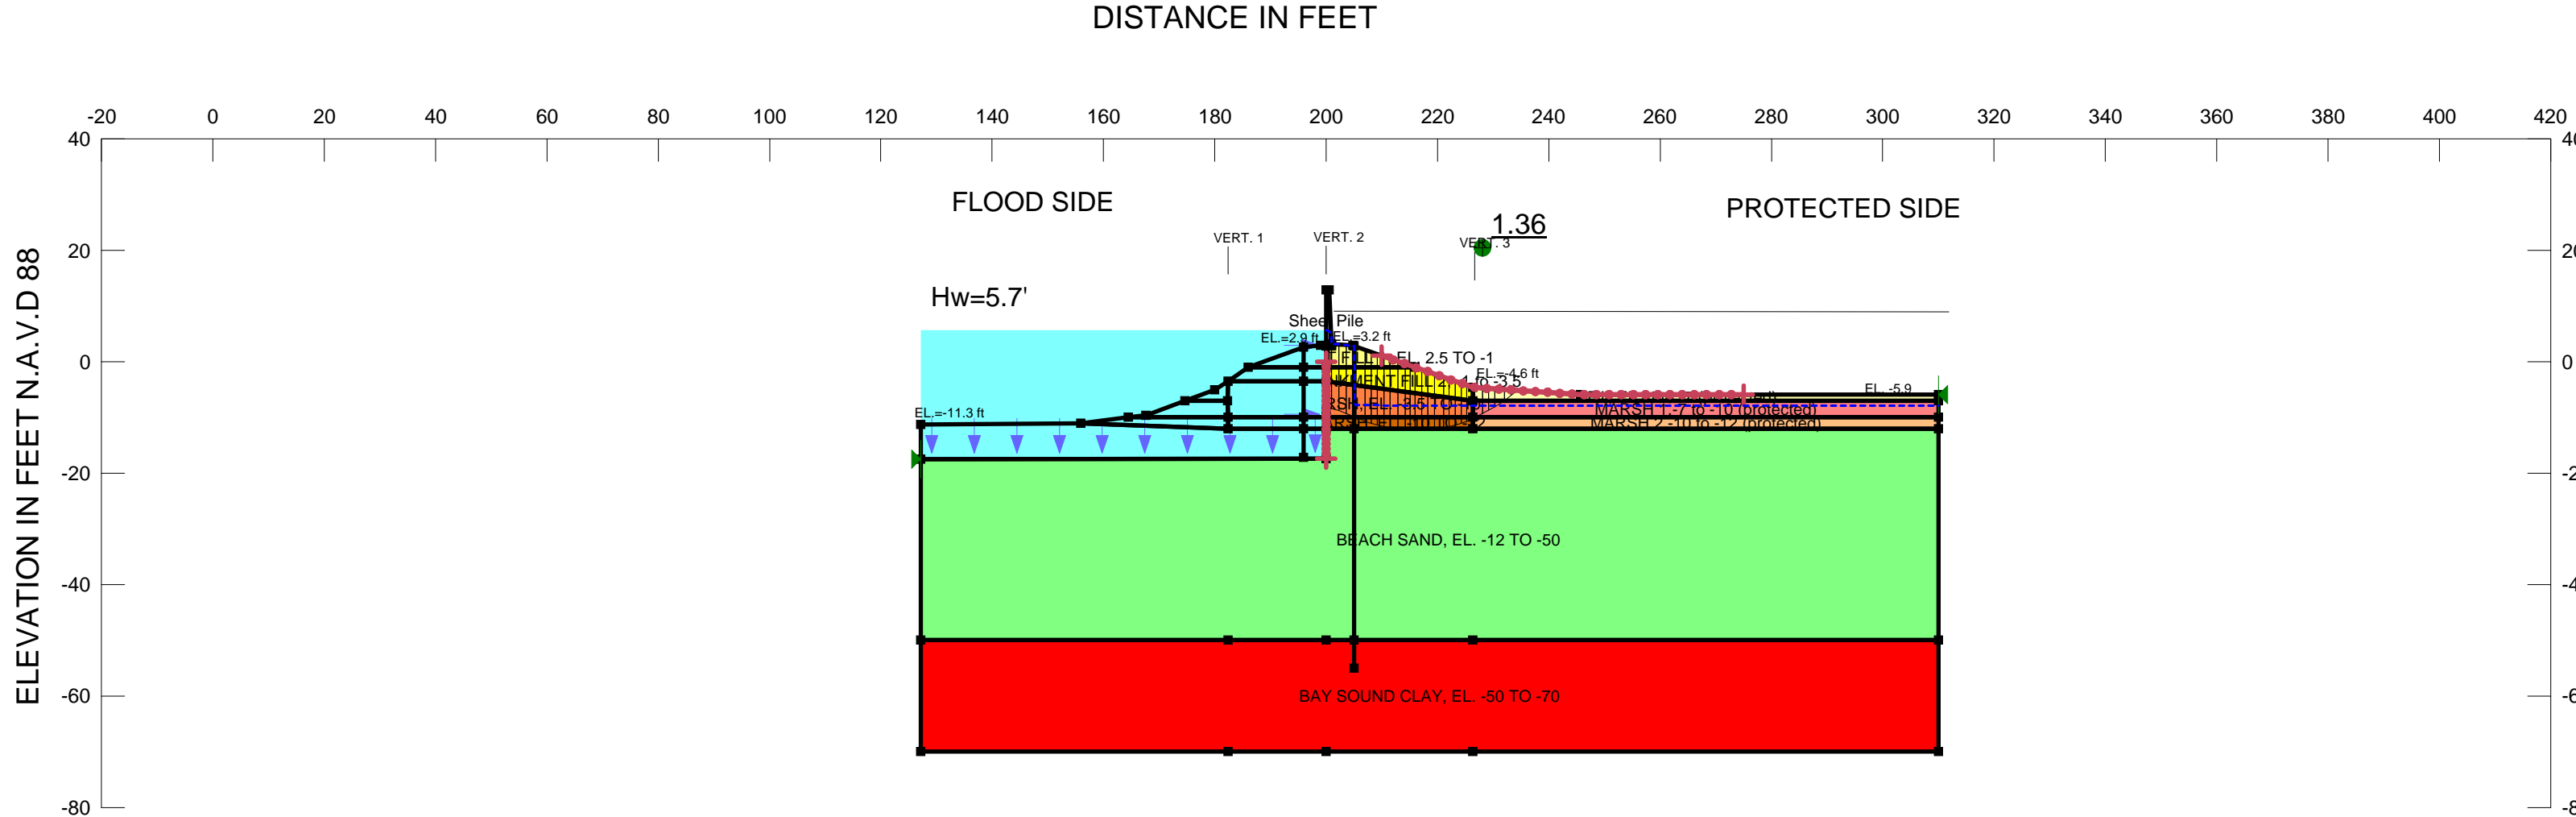 DISTANCE IN FEET
-20 0 20 40 60 80 100 120 140 160 180 200 220 240 260 280 300 320 340 360 380 400 420
40
20
0
-20
-40
-60
-80
ELEVATION IN FEET N.A.V.D 88
FLOOD SIDE
PROTECTED SIDE
1.36
VERT. 1
VERT. 2
VERT. 3
Hw=5.7'
Sheet Pile
EL.=2.9 ft
EL.=3.2 ft
FILL EL. 2.5 TO -1
EL.=-4.6 ft
EL. -5.9
EL.=-11.3 ft
MARSH 1 -7 to -10 (protected)
MARSH 2 -10 to -12 (protected)
BEACH SAND, EL. -12 TO -50
BAY SOUND CLAY, EL. -50 TO -70